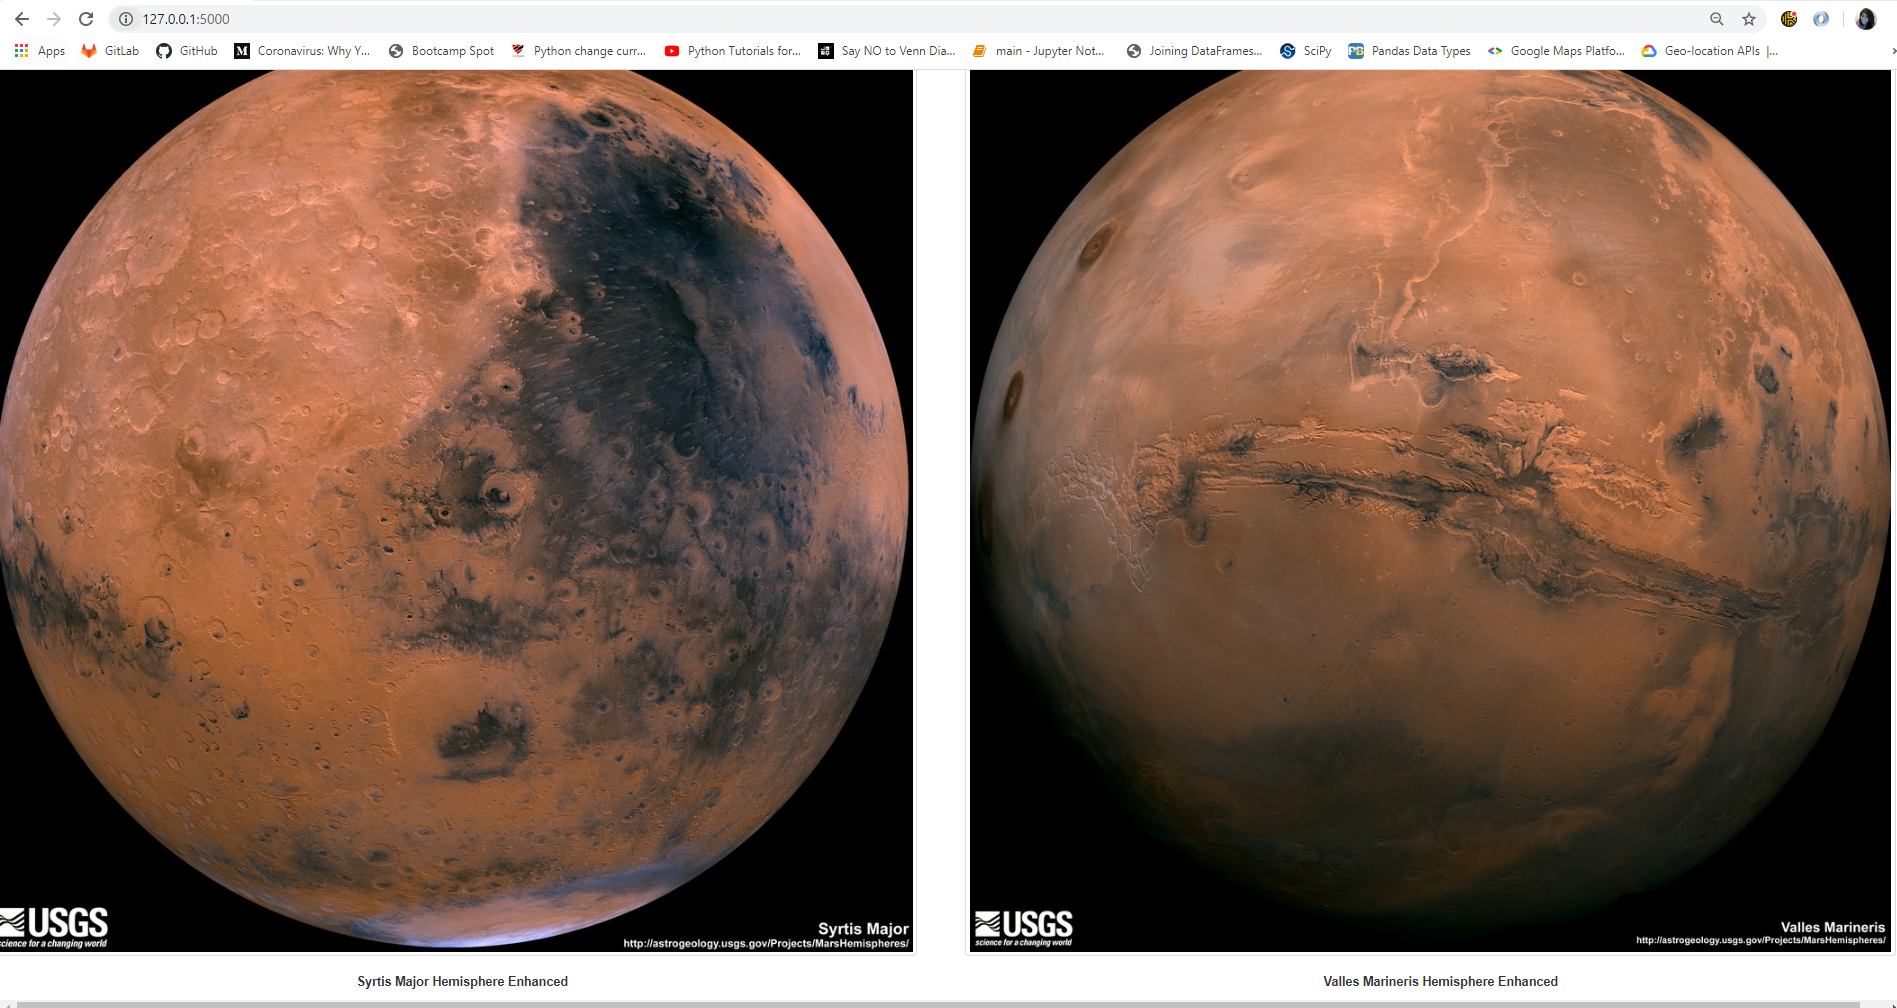 127.0.0.1:5000
Apps GitLab GitHub Coronavirus: Why Y... Bootcamp Spot Python change curr... Python Tutorials for... Say NO to Venn Dia... main - Jupyter Not... Joining DataFrames... SciPy Pandas Data Types Google Maps Platfo... Geo-location APIs |...
USGS
science for a changing world
Syrtis Major
http://astrogeology.usgs.gov/Projects/MarsHemispheres/
USGS
science for a changing world
Valles Marineris
http://astrogeology.usgs.gov/Projects/MarsHemispheres/
Syrtis Major Hemisphere Enhanced
Valles Marineris Hemisphere Enhanced